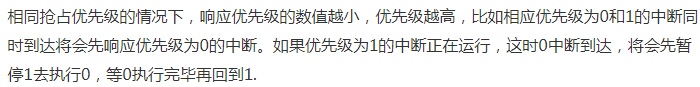 相同抢占优先级的情况下，响应优先级的数值越小，优先级越高，比如相应优先级为0和1的中断同
时到达将会先响应优先级为0的中断。如果优先级为1的中断正在运行，这时0中断到达，将会先暂
停1去执行0，等0执行完毕再回到1.